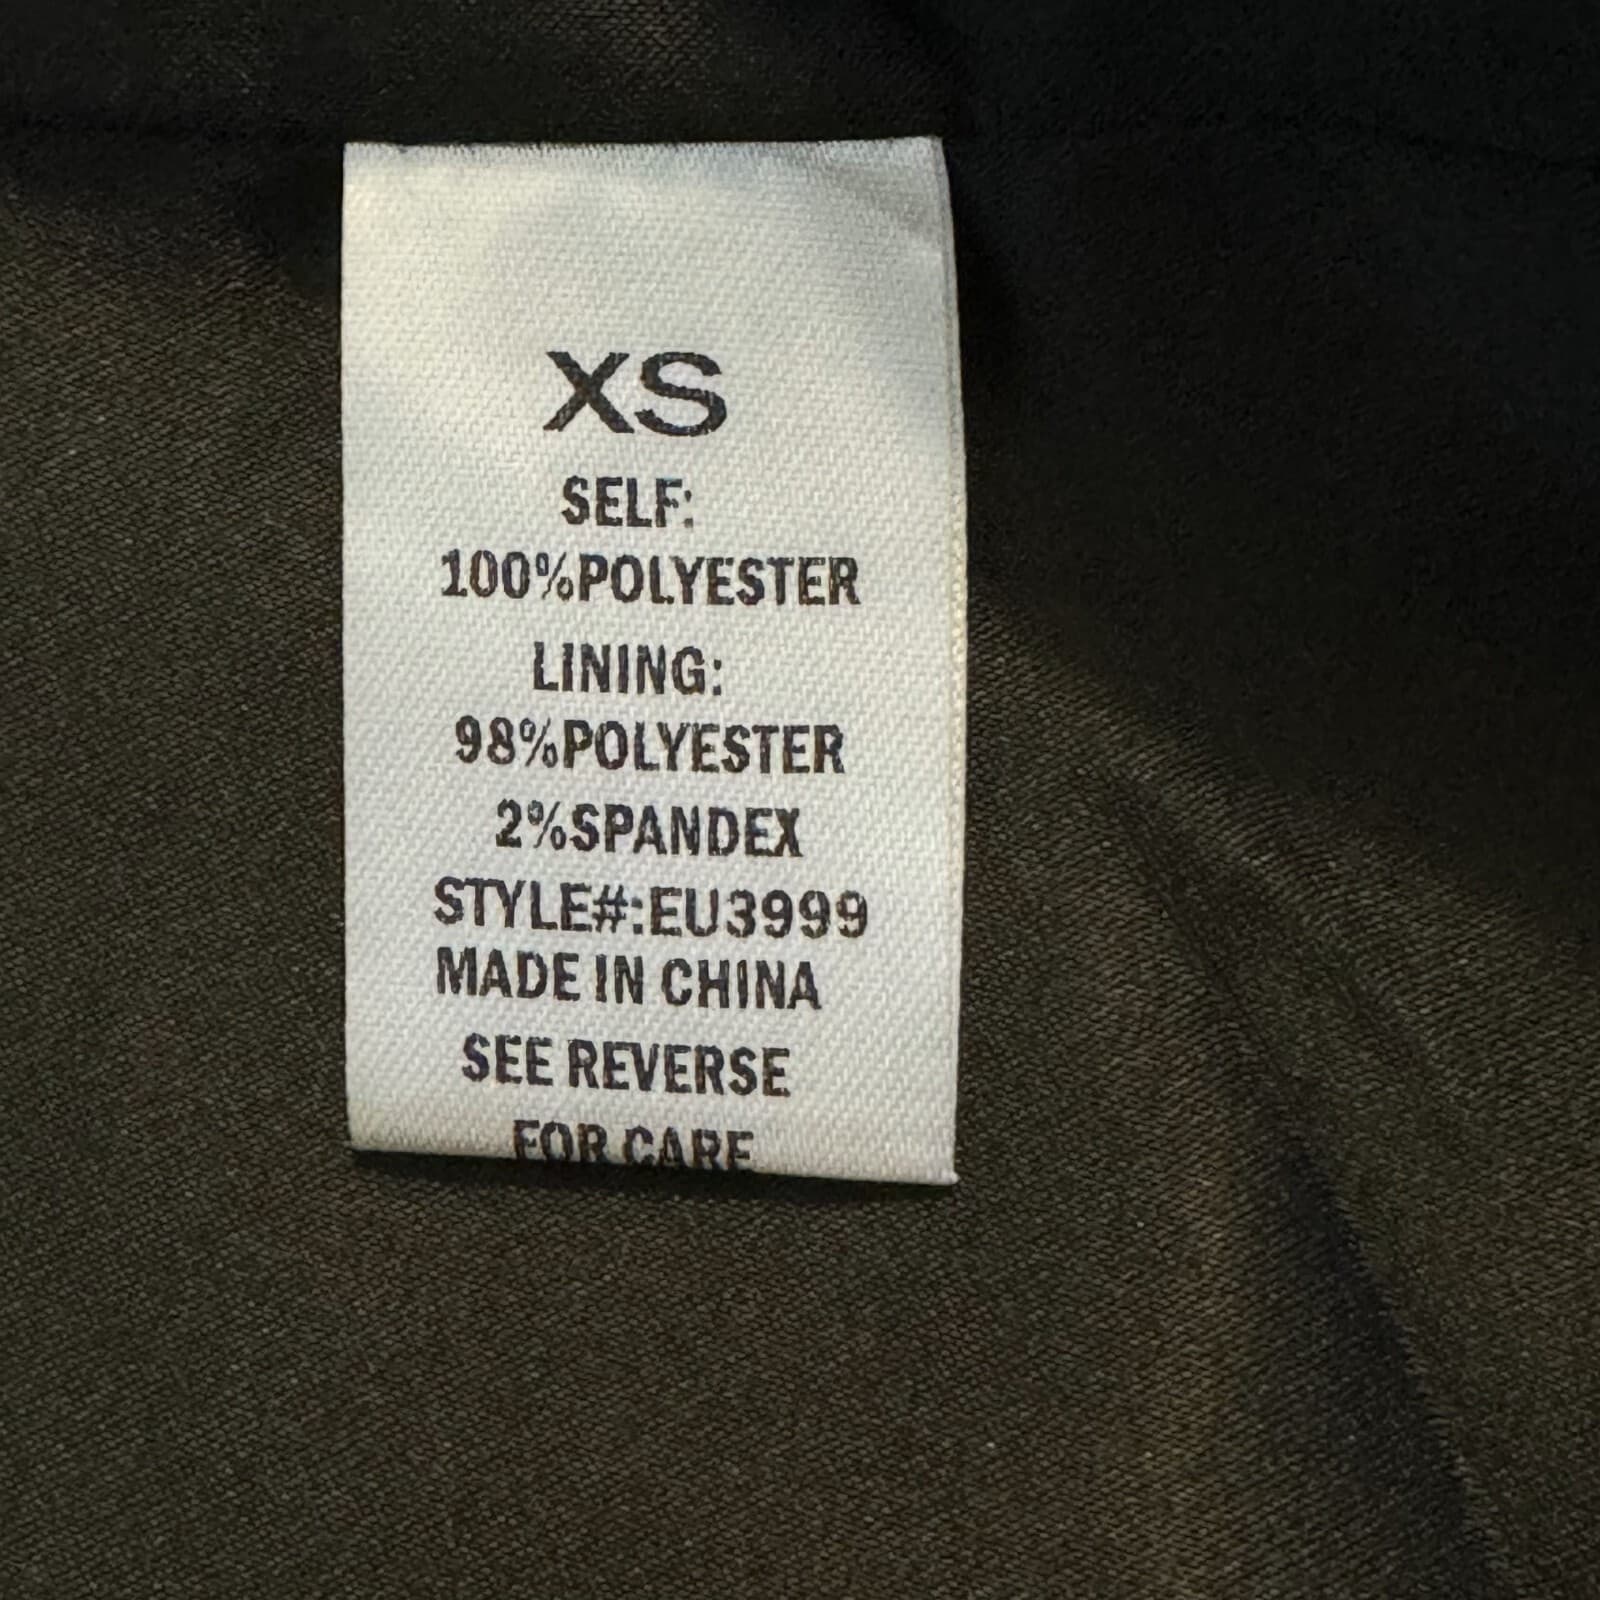 XS
SELF:
100%POLYESTER
LINING:
98%POLYESTER
2%SPANDEX
STYLE#:EU3999
MADE IN CHINA
SEE REVERSE
FOR CARE